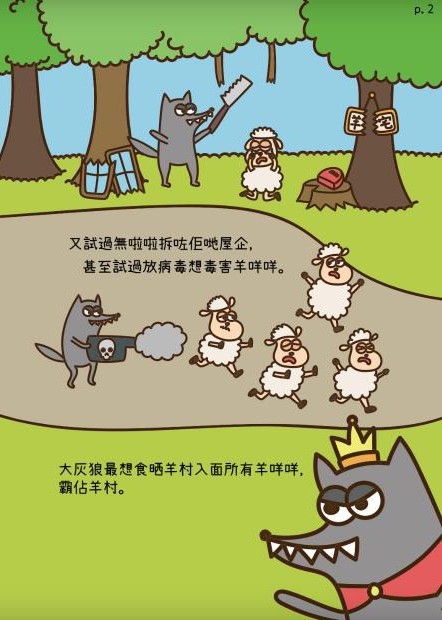 p. 2
羊宅
又試過無啦啦拆咗佢哋屋企，
甚至試過放病毒想毒害羊咩咩。
大灰狼最想食晒羊村入面所有羊咩咩，
霸佔羊村。